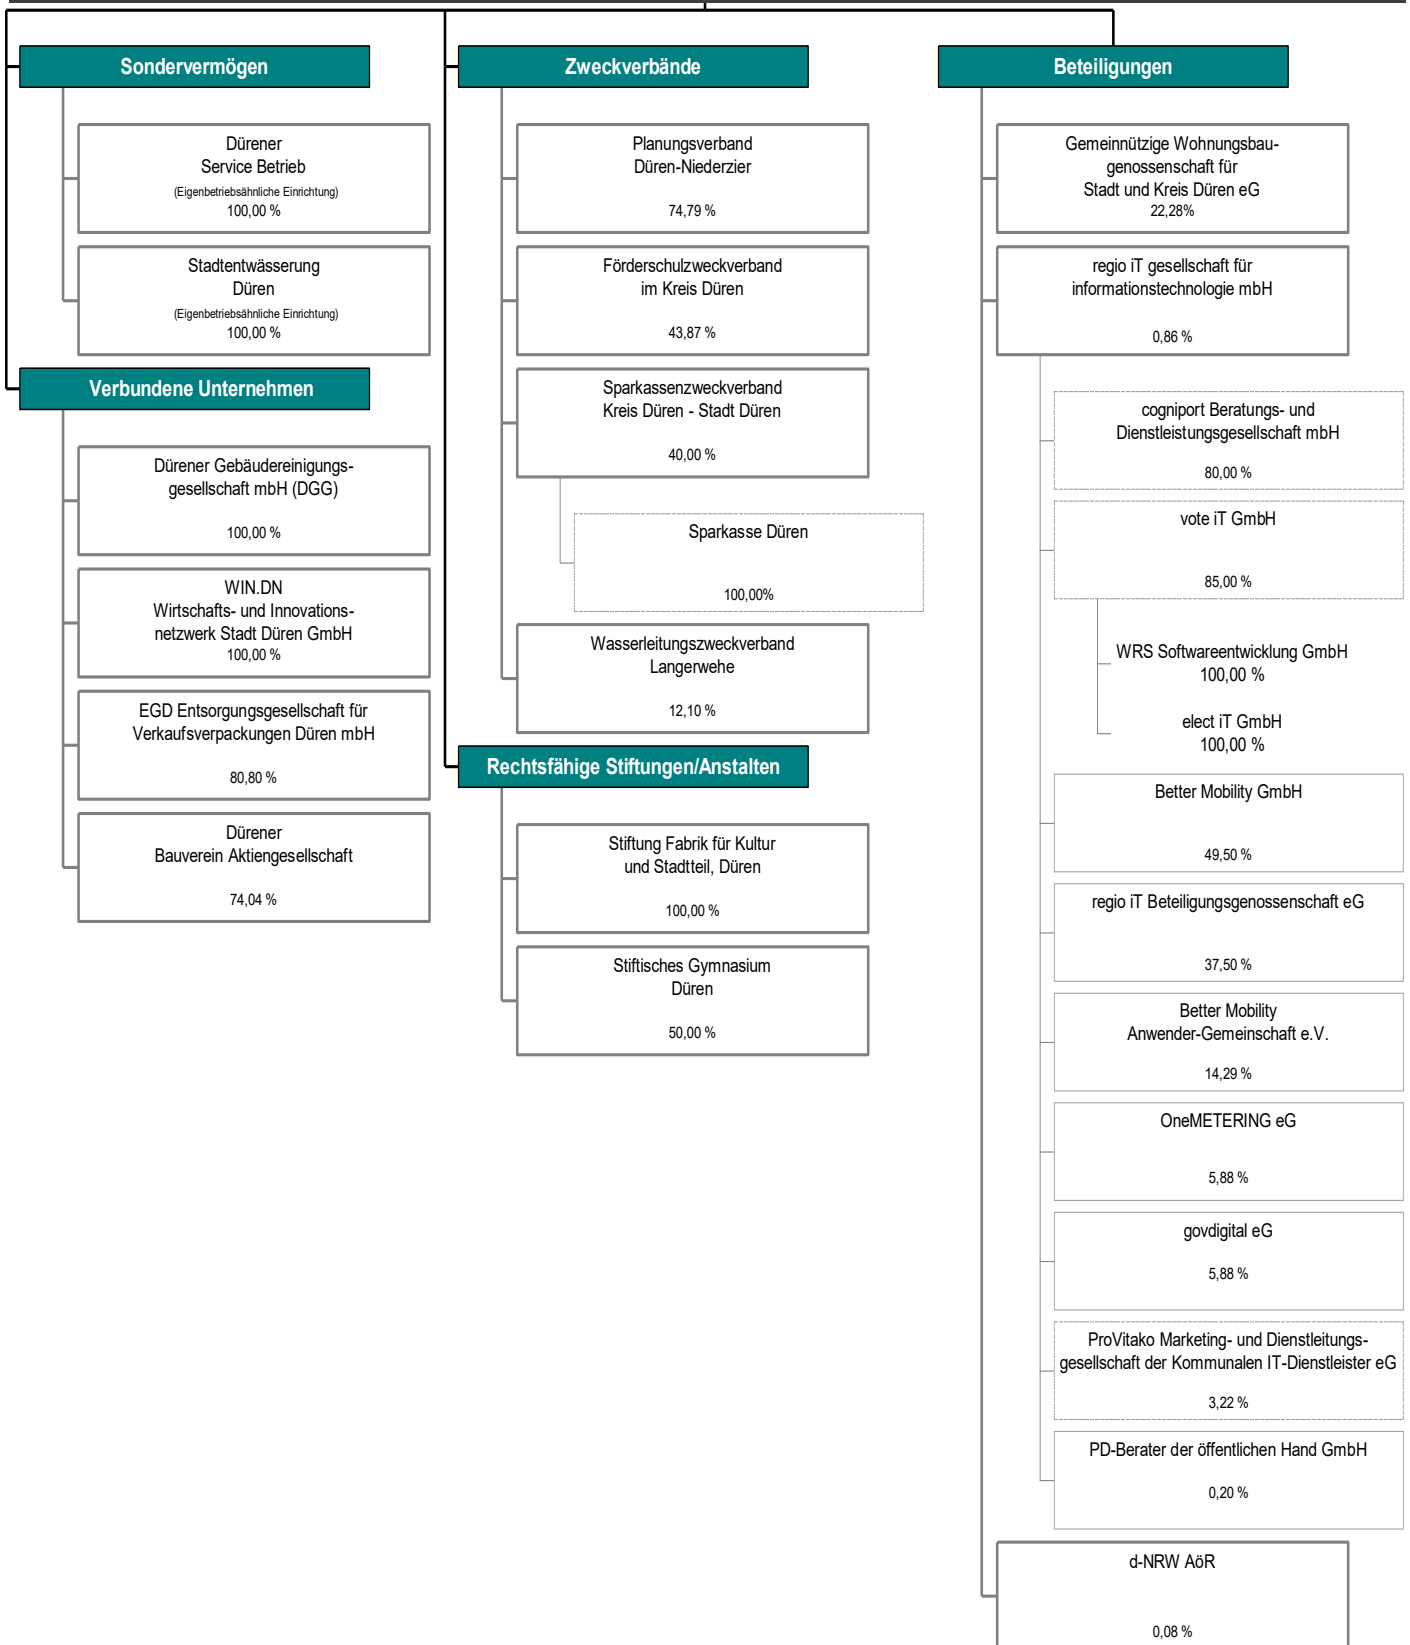 Sondervermögen
Dürener
Service Betrieb
(Eigenbetriebsähnliche Einrichtung)
100,00 %
Stadtentwässerung
Düren
(Eigenbetriebsähnliche Einrichtung)
100,00 %
Verbundene Unternehmen
Dürener Gebäudereinigungs-
gesellschaft mbH (DGG)
100,00 %
WIN.DN
Wirtschafts- und Innovations-
netzwerk Stadt Düren GmbH
100,00 %
EGD Entsorgungsgesellschaft für
Verkaufsverpackungen Düren mbH
80,80 %
Dürener
Bauverein Aktiengesellschaft
74,04 %
Zweckverbände
Planungsverband
Düren-Niederzier
74,79 %
Förderschulzweckverband
im Kreis Düren
43,87 %
Sparkassenzweckverband
Kreis Düren - Stadt Düren
40,00 %
Sparkasse Düren
100,00%
Wasserleitungszweckverband
Langerwehe
12,10 %
Rechtsfähige Stiftungen/Anstalten
Stiftung Fabrik für Kultur
und Stadtteil, Düren
100,00 %
Stiftisches Gymnasium
Düren
50,00 %
Beteiligungen
Gemeinnützige Wohnungsbau-
genossenschaft für
Stadt und Kreis Düren eG
22,28%
regio iT gesellschaft für
informationstechnologie mbH
0,86 %
cogniport Beratungs- und
Dienstleistungsgesellschaft mbH
80,00 %
vote iT GmbH
85,00 %
WRS Softwareentwicklung GmbH
100,00 %
elect iT GmbH
100,00 %
Better Mobility GmbH
49,50 %
regio iT Beteiligungsgenossenschaft eG
37,50 %
Better Mobility
Anwender-Gemeinschaft e.V.
14,29 %
OneMETERING eG
5,88 %
govdigital eG
5,88 %
ProVitako Marketing- und Dienstleitungs-
gesellschaft der Kommunalen IT-Dienstleister eG
3,22 %
PD-Berater der öffentlichen Hand GmbH
0,20 %
d-NRW AöR
0,08 %